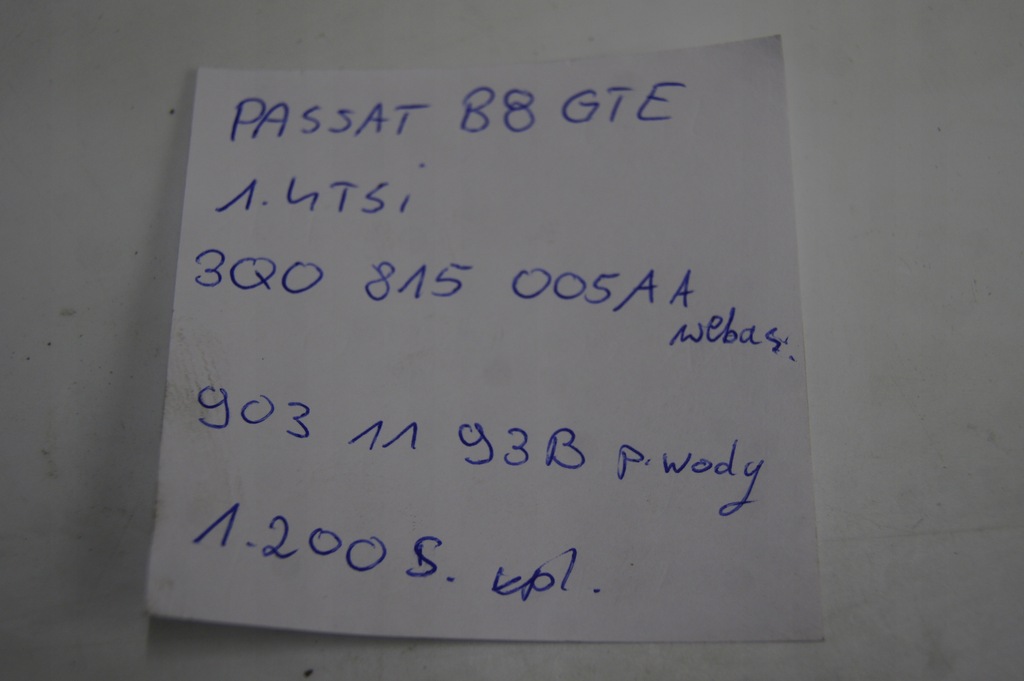 PASSAT B8 GTE
1.4TSi
3Q0 815 005AA
webas.
903 11 93B p.wody
1.200 S. kpl.